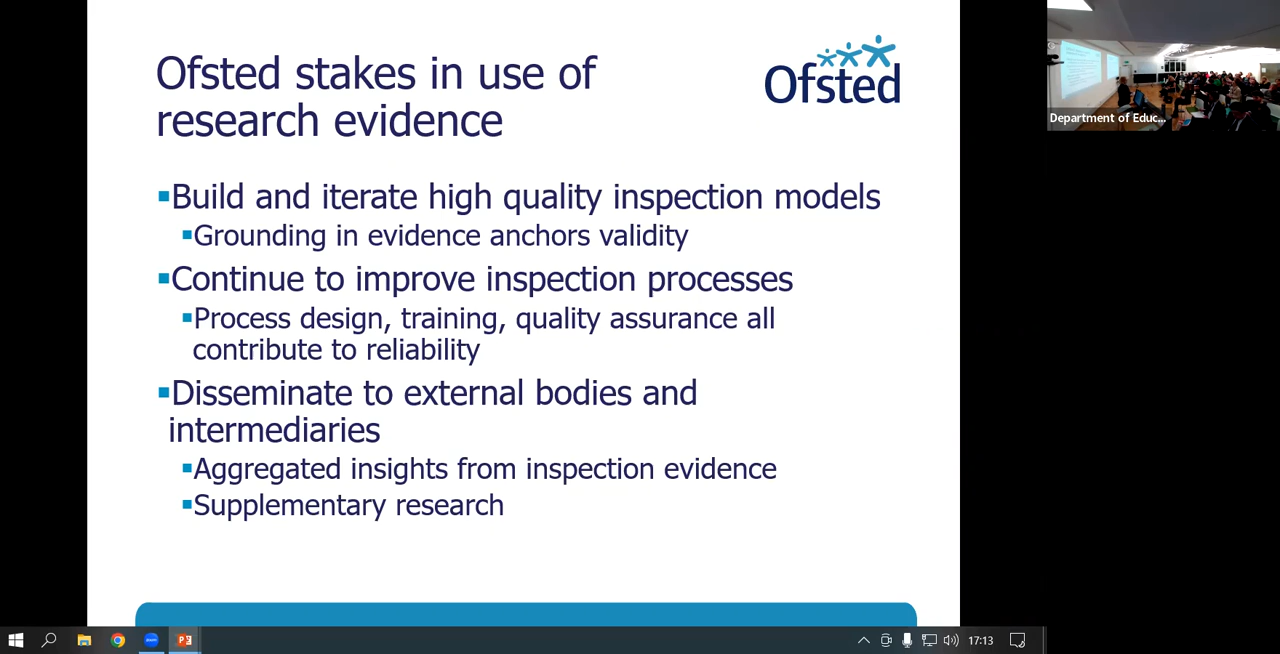 Ofsted stakes in use of
research evidence
Ofsted
Build and iterate high quality inspection models
Grounding in evidence anchors validity
Continue to improve inspection processes
Process design, training, quality assurance all
contribute to reliability
Disseminate to external bodies and
intermediaries
Aggregated insights from inspection evidence
Supplementary research
Department of Educ...
17:13